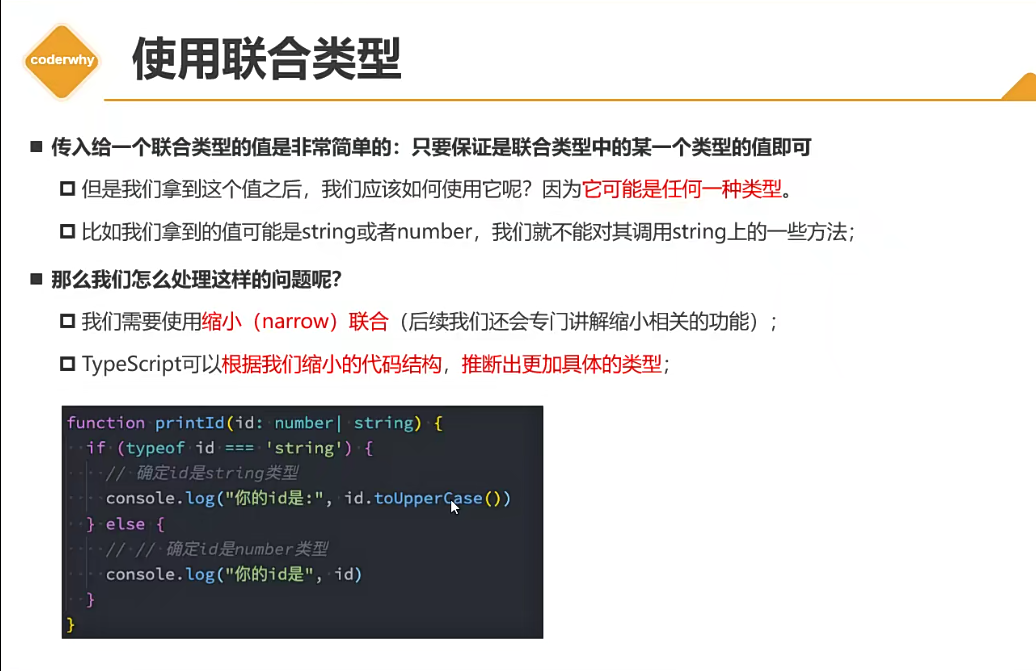 coderwhy
使用联合类型
传入给一个联合类型的值是非常简单的：只要保证是联合类型中的某一个类型的值即可
但是我们拿到这个值之后，我们应该如何使用它呢？因为它可能是任何一种类型。
比如我们拿到的值可能是string或者number，我们就不能对其调用string上的一些方法；
那么我们怎么处理这样的问题呢？
我们需要使用缩小（narrow）联合（后续我们还会专门讲解缩小相关的功能）；
TypeScript可以根据我们缩小的代码结构，推断出更加具体的类型；
function printId(id: number| string) {
  if (typeof id === 'string') {
    // 确定id是string类型
    console.log("你的id是:", id.toUpperCase())
  } else {
    // // 确定id是number类型
    console.log("你的id是", id)
  }
}